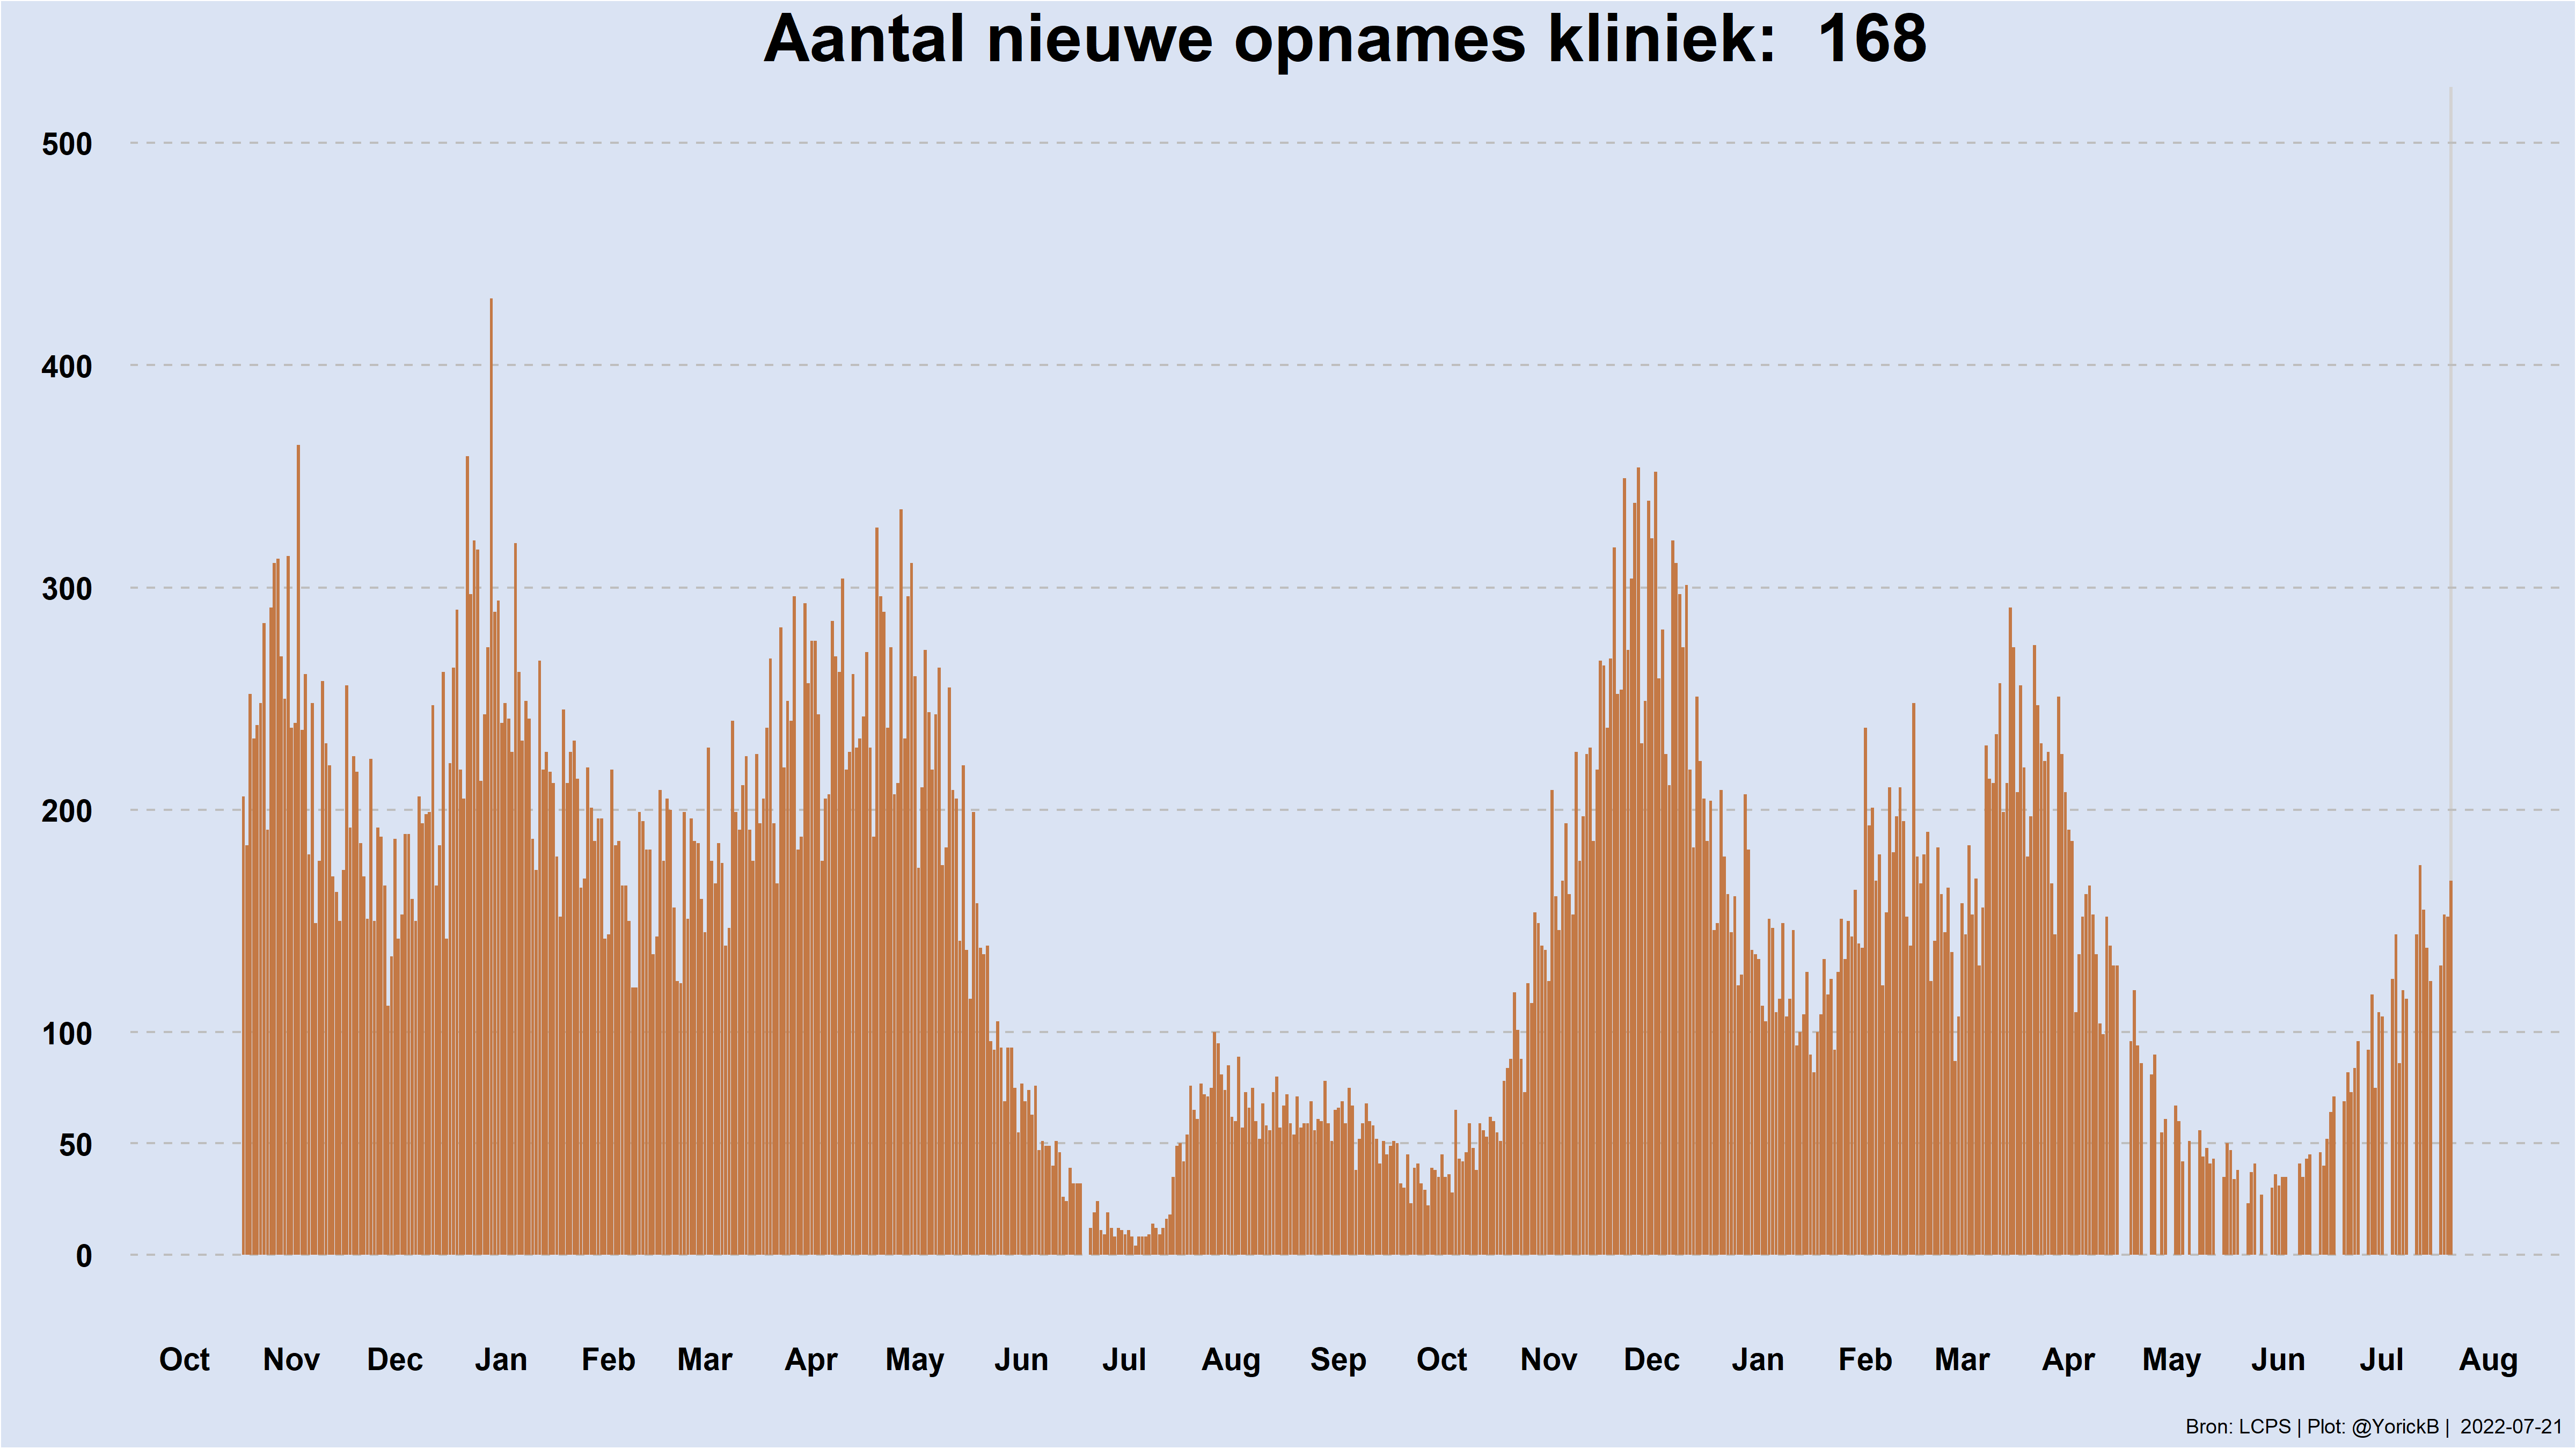 Aantal nieuwe opnames kliniek:  168
500
400
300
200
100
50
0
Oct Nov Dec Jan Feb Mar Apr May Jun Jul Aug Sep Oct Nov Dec Jan Feb Mar Apr May Jun Jul Aug
Bron: LCPS | Plot: @YorickB |  2022-07-21